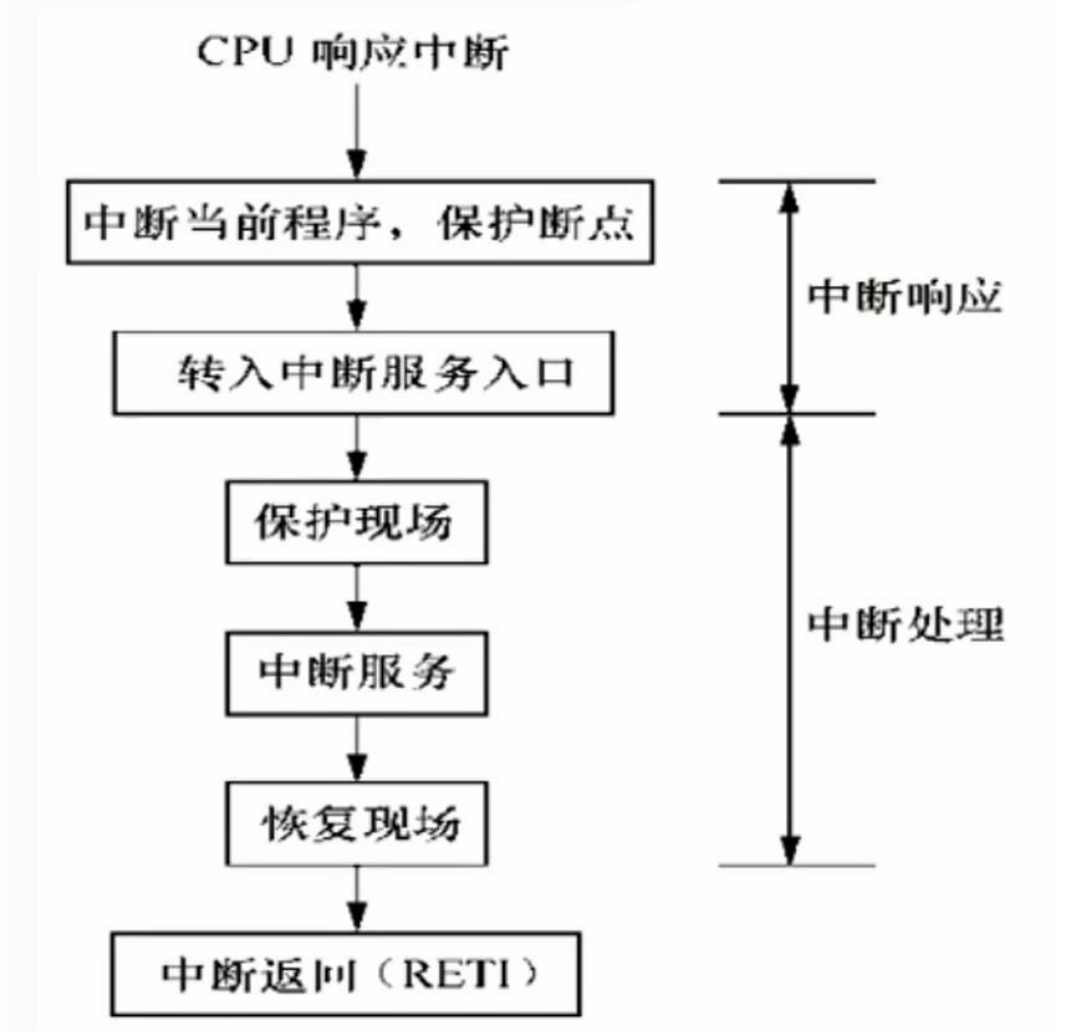 CPU 响应中断
中断当前程序，保护断点
转入中断服务入口
中断响应
保护现场
中断服务
中断处理
恢复现场
中断返回（RETI）